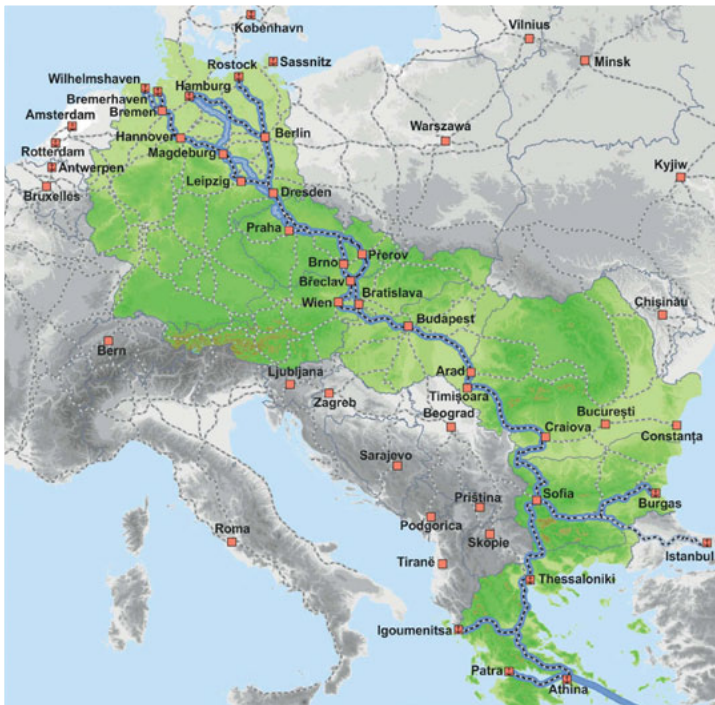 København
Vilnius
Rostock
Sassnitz
Minsk
Wilhelmshaven
Hamburg
Bremerhaven
Amsterdam
Bremen
Hannover
Berlin
Warszawa
Rotterdam
Magdeburg
Antwerpen
Kyjiw
Leipzig
Bruxelles
Dresden
Praha
Přerov
Brno
Břeclav
Bratislava
Wien
Chişinău
Budapest
Bern
Arad
Ljubljana
Timişoara
Zagreb
Beograd
Bucureşti
Craiova
Constanţa
Sarajevo
Sofia
Priština
Burgas
Podgorica
Roma
Skopie
Istanbul
Tiranë
Thessaloniki
Igoumenitsa
Patra
Athina